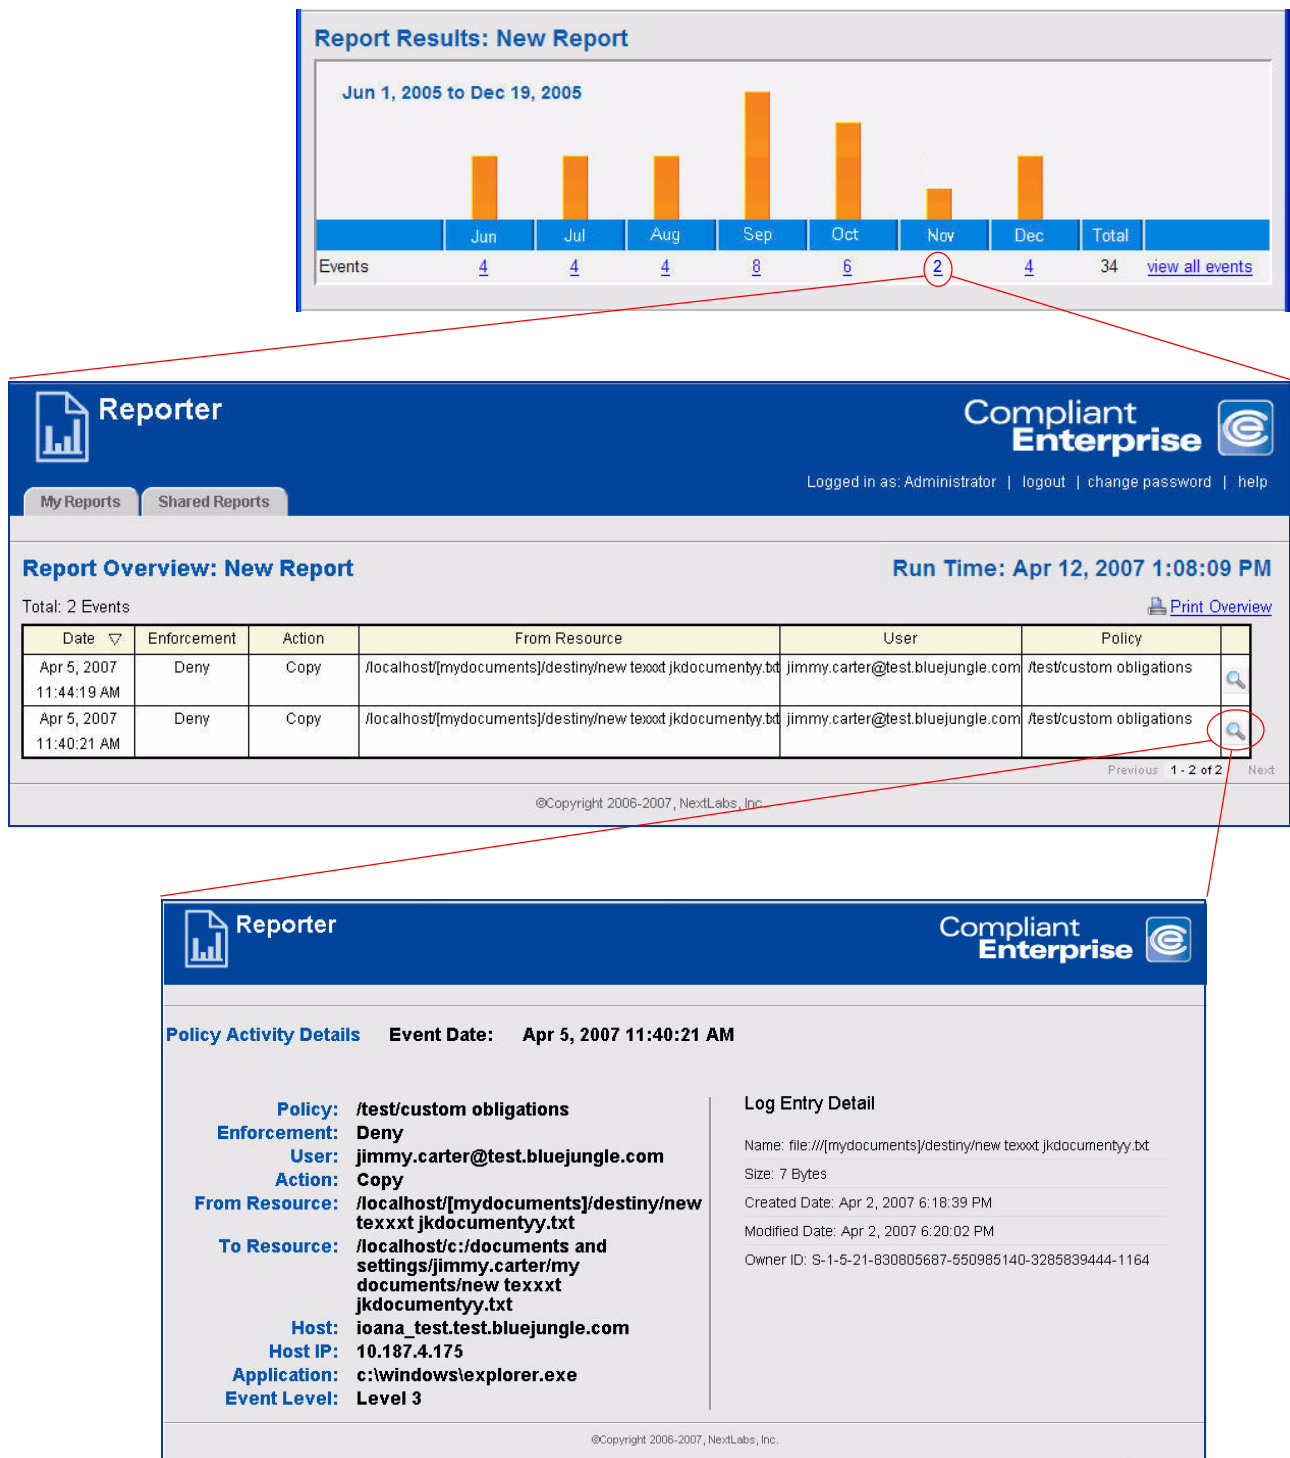 Report Results: New Report
Jun 1, 2005 to Dec 19, 2005
Jun Jul Aug Sep Oct Nov Dec Total
Events 4 4 4 8 6 2 4 34 view all events
Reporter
Compliant
Enterprise
Logged in as: Administrator | logout | change password | help
My Reports Shared Reports
Report Overview: New Report Run Time: Apr 12, 2007 1:08:09 PM
Total: 2 Events Print Overview
Date Enforcement Action From Resource User Policy
Apr 5, 2007 Deny Copy /localhost/[mydocuments]/destiny/new texxxt jkdocumentyy.txt jimmy.carter@test.bluejungle.com /test/custom obligations
11:44:19 AM
Apr 5, 2007 Deny Copy /localhost/[mydocuments]/destiny/new texxxt jkdocumentyy.txt jimmy.carter@test.bluejungle.com /test/custom obligations
11:40:21 AM
Previous 1 - 2 of 2 Next
©Copyright 2006-2007, NextLabs, Inc.
Reporter
Compliant
Enterprise
Policy Activity Details Event Date: Apr 5, 2007 11:40:21 AM
Policy: /test/custom obligations
Enforcement: Deny
User: jimmy.carter@test.bluejungle.com
Action: Copy
From Resource: /localhost/[mydocuments]/destiny/new
texxxt jkdocumentyy.txt
To Resource: /localhost/c:/documents and
settings/jimmy.carter/my
documents/new texxxt
jkdocumentyy.txt
Host: ioana_test.test.bluejungle.com
Host IP: 10.187.4.175
Application: c:\windows\explorer.exe
Event Level: Level 3
Log Entry Detail
Name: file:///[mydocuments]/destiny/new texxxt jkdocumentyy.txt
Size: 7 Bytes
Created Date: Apr 2, 2007 6:18:39 PM
Modified Date: Apr 2, 2007 6:20:02 PM
Owner ID: S-1-5-21-830805687-550985140-3285839444-1164
©Copyright 2006-2007, NextLabs, Inc.